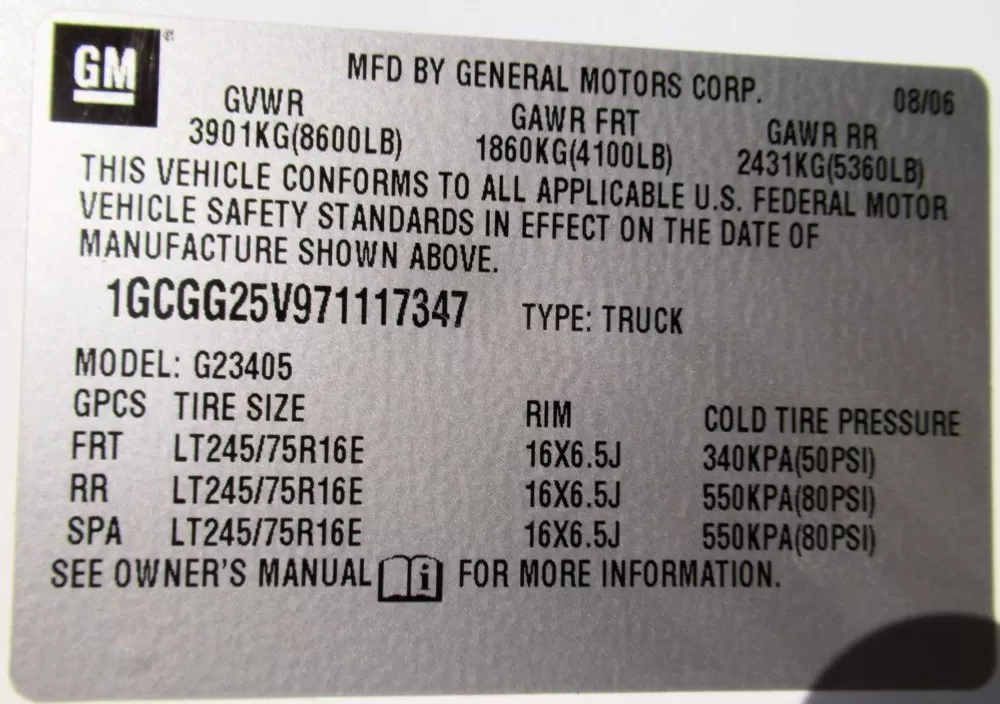 GM
MFD BY GENERAL MOTORS CORP. 08/06
GVWR GAWR FRT GAWR RR
3901KG(8600LB) 1860KG(4100LB) 2431KG(5360LB)
THIS VEHICLE CONFORMS TO ALL APPLICABLE U.S. FEDERAL MOTOR
VEHICLE SAFETY STANDARDS IN EFFECT ON THE DATE OF
MANUFACTURE SHOWN ABOVE.
1GCGG25V971117347 TYPE: TRUCK
MODEL: G23405
GPCS TIRE SIZE RIM COLD TIRE PRESSURE
FRT LT245/75R16E 16X6.5J 340KPA(50PSI)
RR LT245/75R16E 16X6.5J 550KPA(80PSI)
SPA LT245/75R16E 16X6.5J 550KPA(80PSI)
SEE OWNER'S MANUAL i FOR MORE INFORMATION.